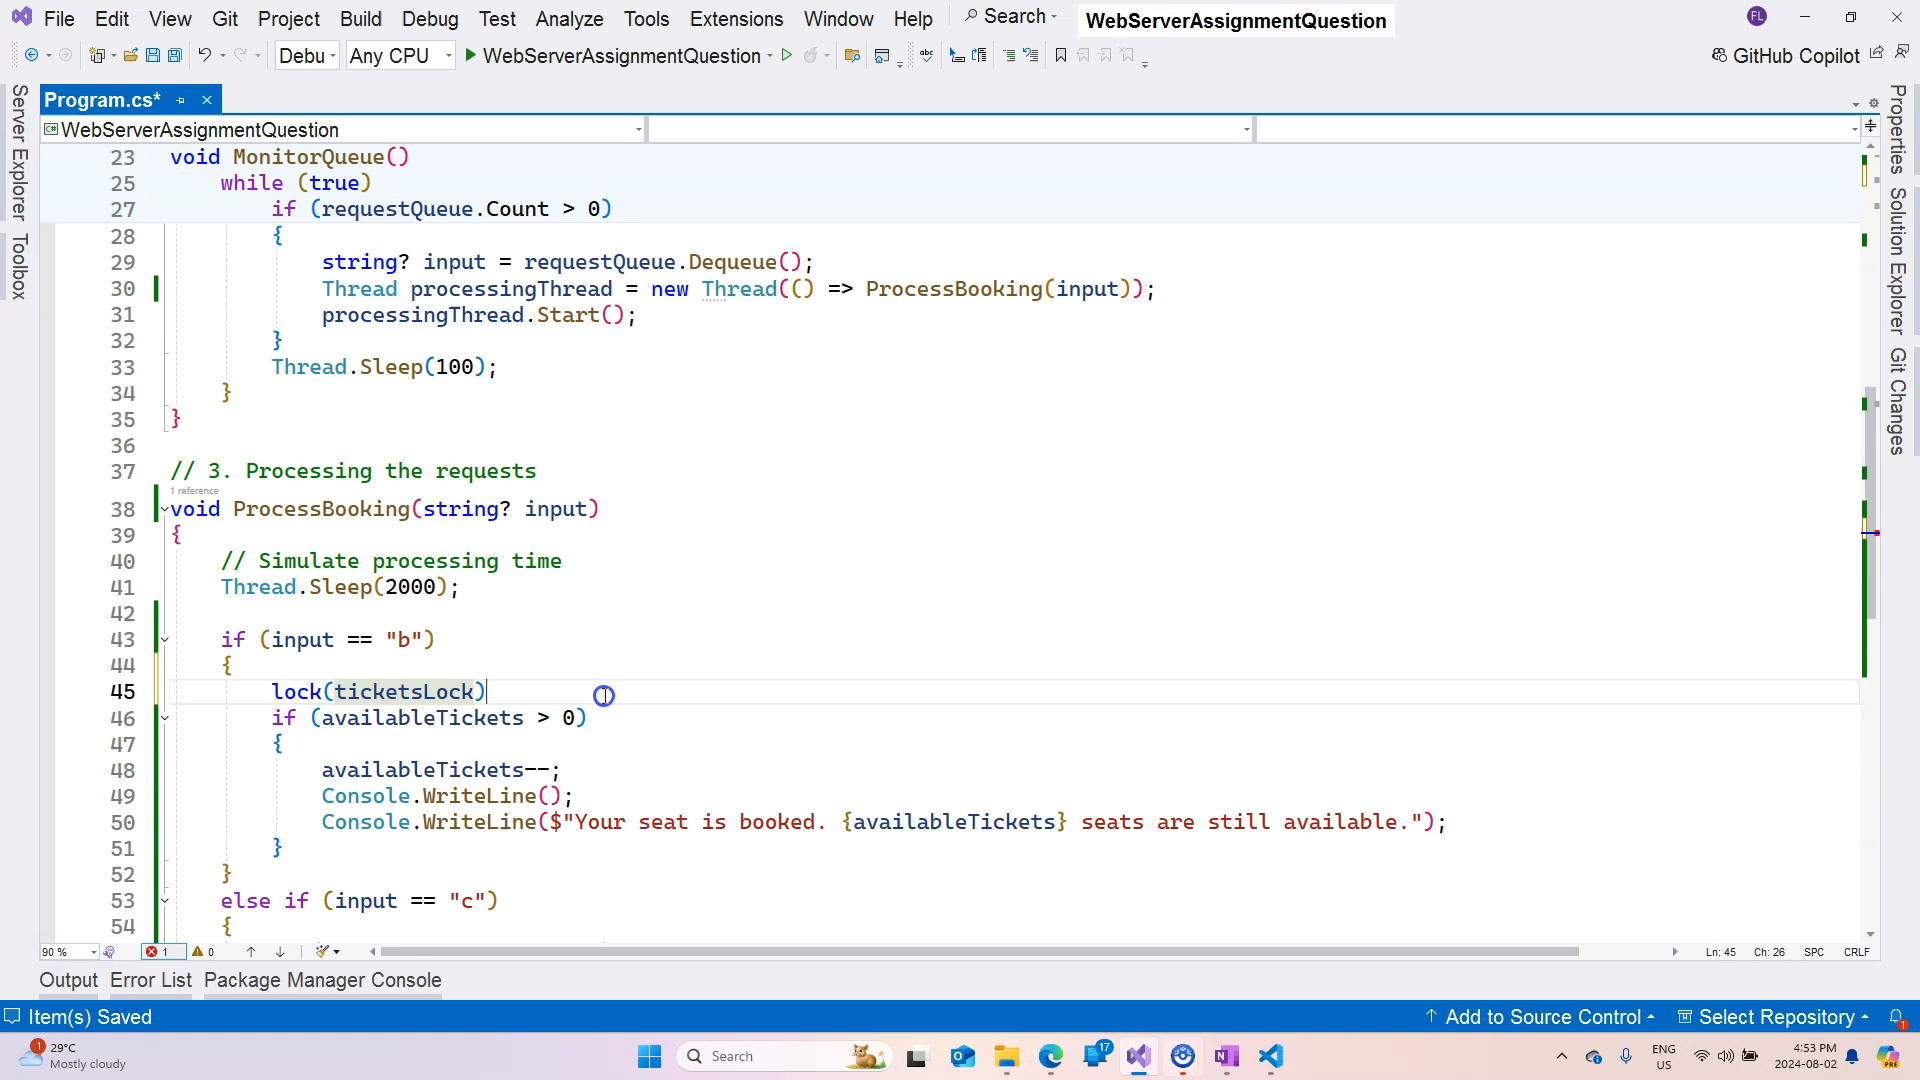 File Edit View Git Project Build Debug Test Analyze Tools Extensions Window Help Search WebServerAssignmentQuestion FL
Debu Any CPU WebServerAssignmentQuestion abc GitHub Copilot
Server Explorer
Toolbox
Program.cs*
C# WebServerAssignmentQuestion
23 void MonitorQueue()
25 while (true)
27 if (requestQueue.Count > 0)
28 {
29 string? input = requestQueue.Dequeue();
30 Thread processingThread = new Thread(() => ProcessBooking(input));
31 processingThread.Start();
32 }
33 Thread.Sleep(100);
34 }
35 }
36
37 // 3. Processing the requests
1 reference
38 void ProcessBooking(string? input)
39 {
40 // Simulate processing time
41 Thread.Sleep(2000);
42
43 if (input == "b")
44 {
45 lock(ticketsLock)
46 if (availableTickets > 0)
47 {
48 availableTickets--;
49 Console.WriteLine();
50 Console.WriteLine($"Your seat is booked. {availableTickets} seats are still available.");
51 }
52 }
53 else if (input == "c")
54 {
Properties
Solution Explorer
Git Changes
90 % 1 0 Ln: 45 Ch: 26 SPC CRLF
Output Error List Package Manager Console
Item(s) Saved Add to Source Control Select Repository 1
1 29°C
Mostly cloudy
Search
17
ENG
US
4:53 PM
2024-08-02
PRE